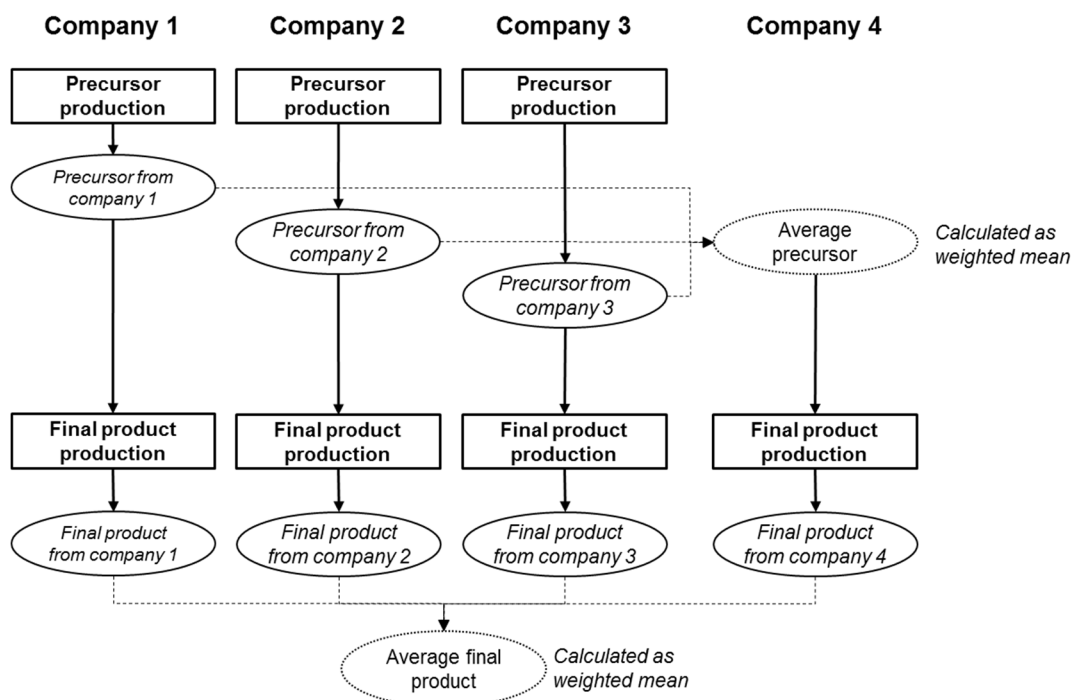 Company 1
Company 2
Company 3
Company 4
Precursor
production
Precursor
production
Precursor
production
Precursor from
company 1
Precursor from
company 2
Precursor from
company 3
Average
precursor
Calculated as
weighted mean
Final product
production
Final product
production
Final product
production
Final product
production
Final product
from company 1
Final product
from company 2
Final product
from company 3
Final product
from company 4
Average final
product
Calculated as
weighted mean